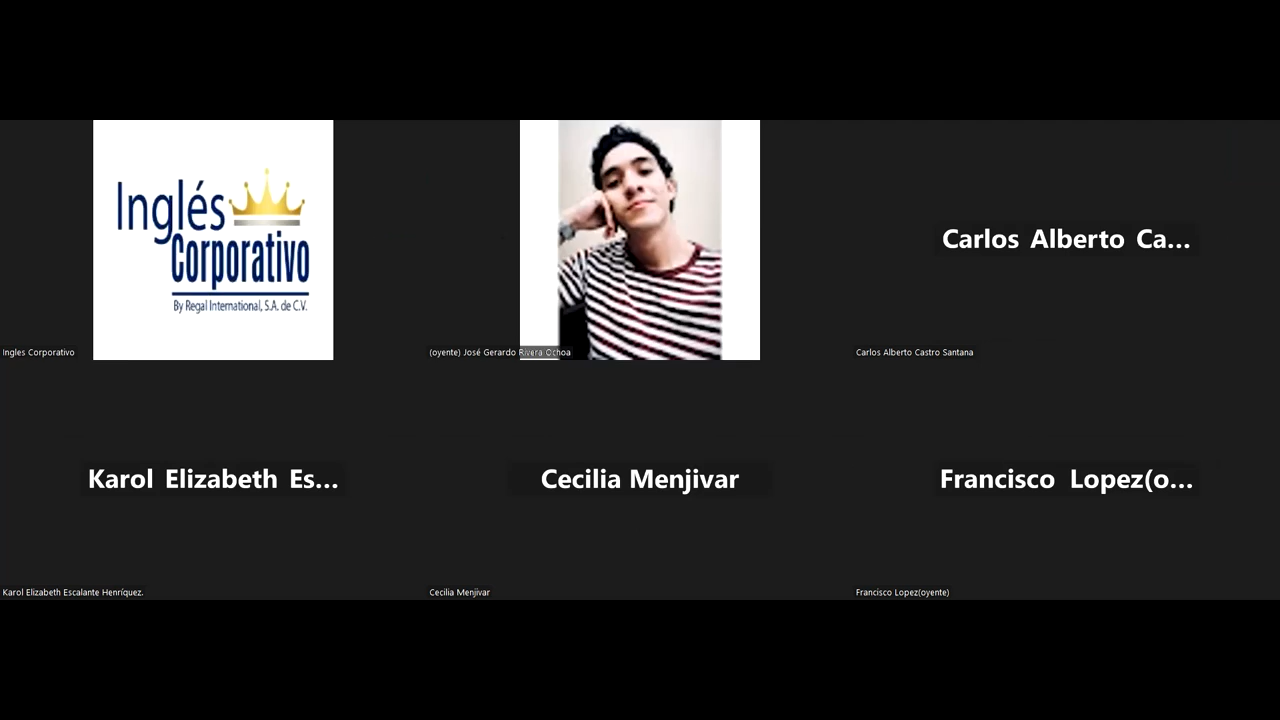 Inglés
Corporativo
By Regal International, S.A. de C.V.
Ingles Corporativo
(oyente) José Gerardo Rivera Ochoa
Carlos Alberto Ca...
Carlos Alberto Castro Santana
Karol Elizabeth Es...
Karol Elizabeth Escalante Henríquez.
Cecilia Menjivar
Cecilia Menjivar
Francisco Lopez(o...
Francisco Lopez(oyente)